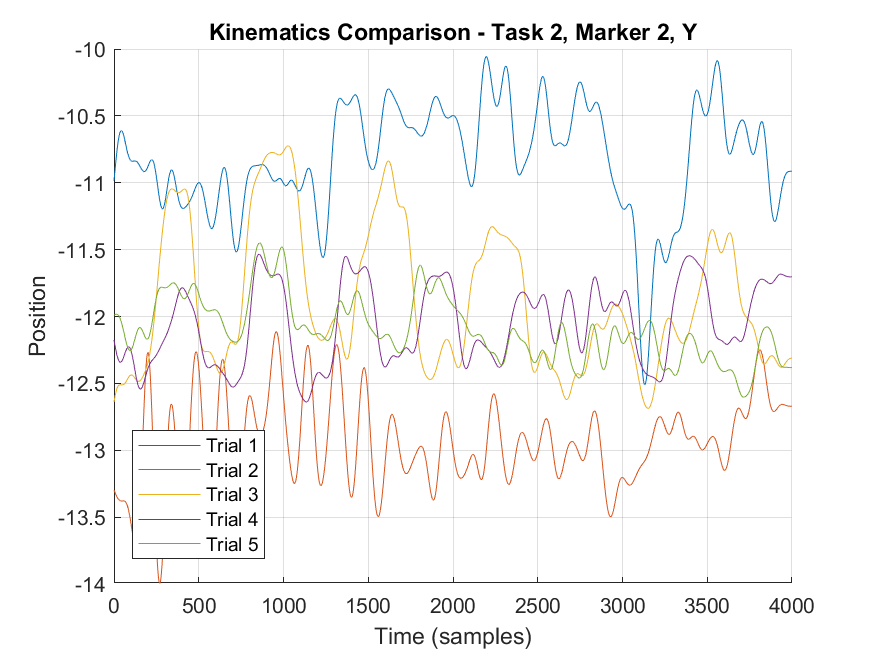 Kinematics Comparison - Task 2, Marker 2, Y
-10
-10.5
-11
-11.5
-12
-12.5
-13
-13.5
-14
Position
Trial 1
Trial 2
Trial 3
Trial 4
Trial 5
0 500 1000 1500 2000 2500 3000 3500 4000
Time (samples)